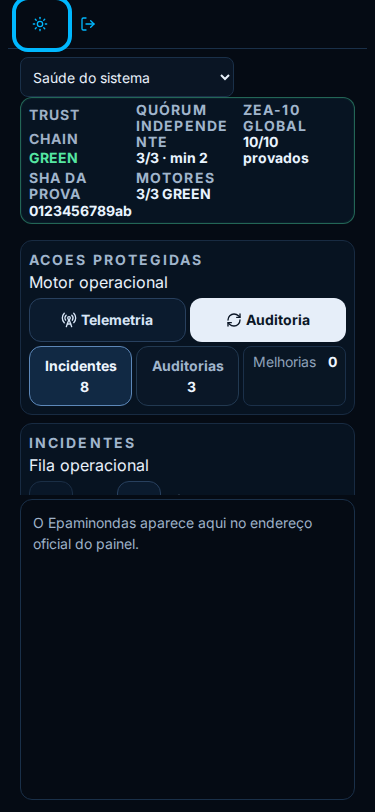 Saúde do sistema
TRUST
CHAIN
GREEN
QUÓRUM
INDEPENDE
NTE
3/3 · min 2
ZEA-10
GLOBAL
10/10
provados
SHA DA
PROVA
0123456789ab
MOTORES
3/3 GREEN
ACOES PROTEGIDAS
Motor operacional
Telemetria
Auditoria
Incidentes
8
Auditorias
3
Melhorias 0
INCIDENTES
Fila operacional
O Epaminondas aparece aqui no endereço
oficial do painel.